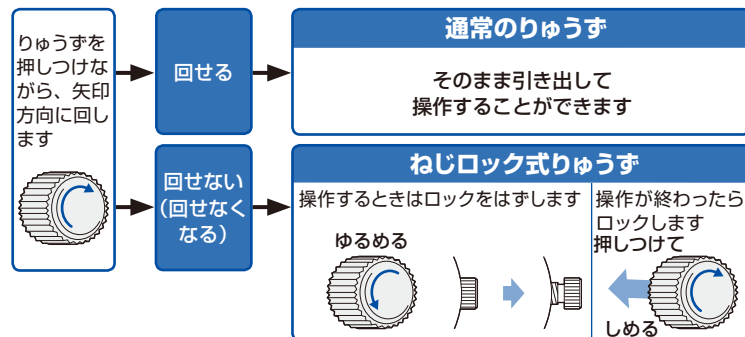 りゅうずを
押しつけな
がら、矢印
方向に回し
ます
回せる
通常のりゅうず
そのまま引き出して
操作することができます
回せない
(回せなく
なる)
ねじロック式りゅうず
操作するときはロックをはずします
ゆるめる
操作が終わったら
ロックします
押しつけて
しめる